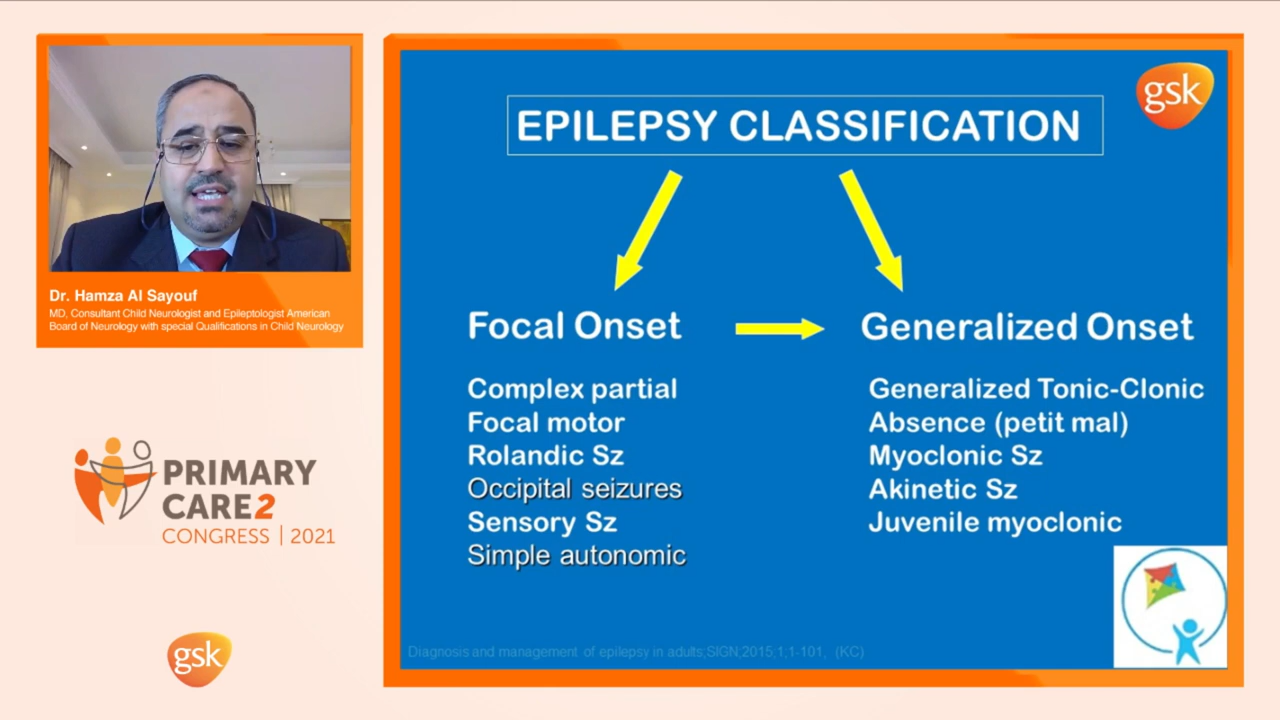 Dr. Hamza Al Sayouf
MD, Consultant Child Neurologist and Epileptologist American
Board of Neurology with special Qualifications in Child Neurology
PRIMARY
CARE2
CONGRESS | 2021
gsk
gsk
EPILEPSY CLASSIFICATION
Focal Onset
Complex partial
Focal motor
Rolandic Sz
Occipital seizures
Sensory Sz
Simple autonomic
Generalized Onset
Generalized Tonic-Clonic
Absence (petit mal)
Myoclonic Sz
Akinetic Sz
Juvenile myoclonic
Diagnosis and management of epilepsy in adults;SIGN;2015,1,1-101, (KC)